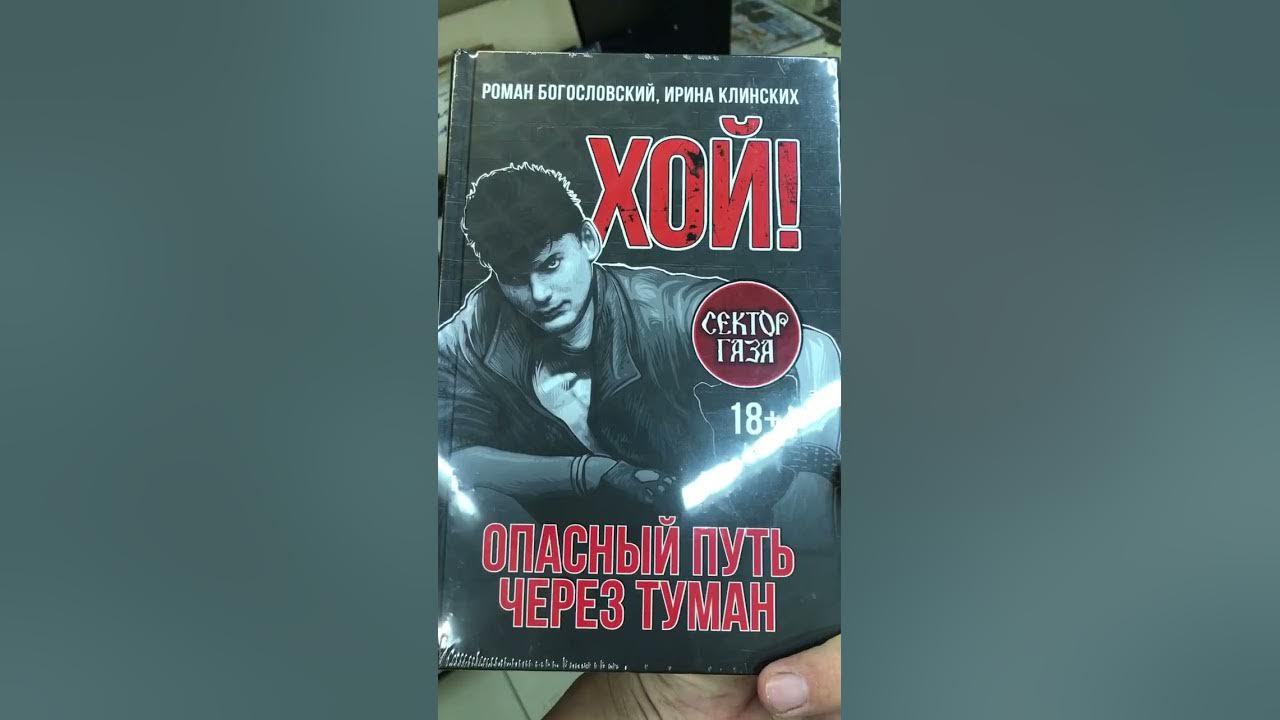 РОМАН БОГОСЛОВСКИЙ, ИРИНА КЛИНСКИХ
ХОЙ!
СЕКТОР
ГАЗА
18+
ОПАСНЫЙ ПУТЬ
ЧЕРЕЗ ТУМАН